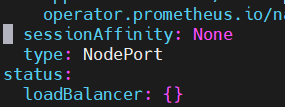 operator.prometheus.io/na
sessionAffinity: None
type: NodePort
status:
loadBalancer: {}